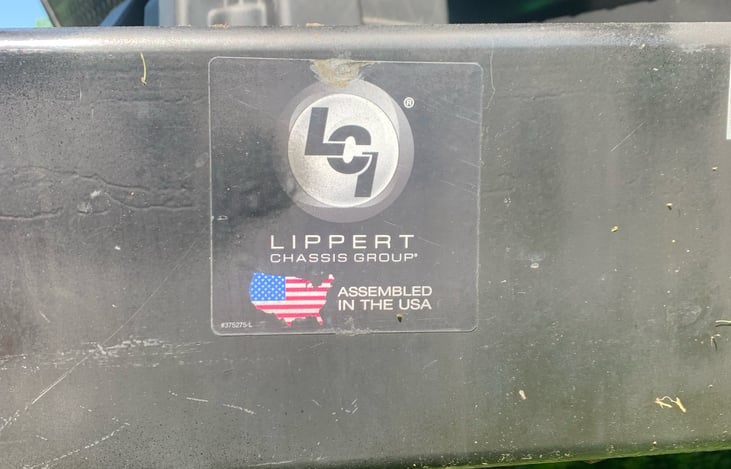 LCI®
LIPPERT
CHASSIS GROUP®
ASSEMBLED
IN THE USA
#375275-L